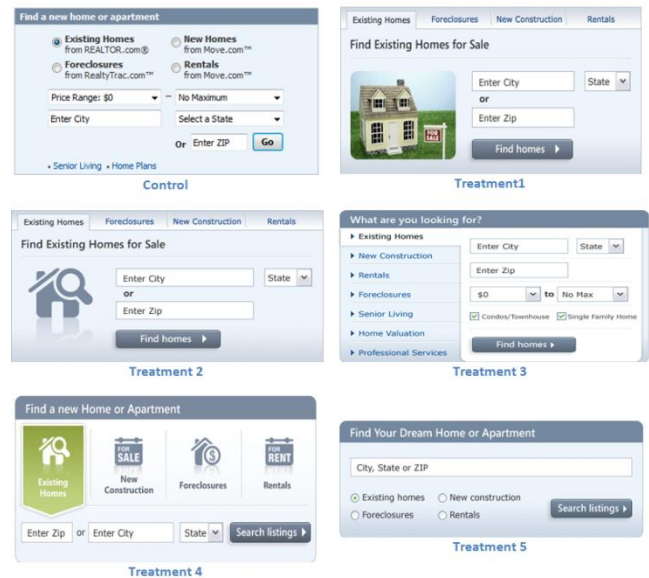 Find a new home or apartment
Existing Homes
from REALTOR.com®
New Homes
from Move.com™
Foreclosures
from RealtyTrac.com™
Rentals
from Move.com™
Price Range: $0 – No Maximum
Enter City Select a State
Or Enter ZIP Go
• Senior Living • Home Plans
Control
Existing Homes Foreclosures New Construction Rentals
Find Existing Homes for Sale
FOR SALE
Enter City State
or
Enter Zip
Find homes
Treatment1
Existing Homes Foreclosures New Construction Rentals
Find Existing Homes for Sale
Enter City State
or
Enter Zip
Find homes
Treatment 2
What are you looking for?
Existing Homes
New Construction
Rentals
Foreclosures
Senior Living
Home Valuation
Professional Services
Enter City State
Enter Zip
$0 to No Max
Condos/Townhouse Single Family Home
Find homes
Treatment 3
Find a new Home or Apartment
Existing
Homes
FOR
SALE
New
Construction
$
Foreclosures
FOR
RENT
Rentals
Enter Zip or Enter City State Search listings
Treatment 4
Find Your Dream Home or Apartment
City, State or ZIP
Existing homes New construction
Foreclosures Rentals
Search listings
Treatment 5